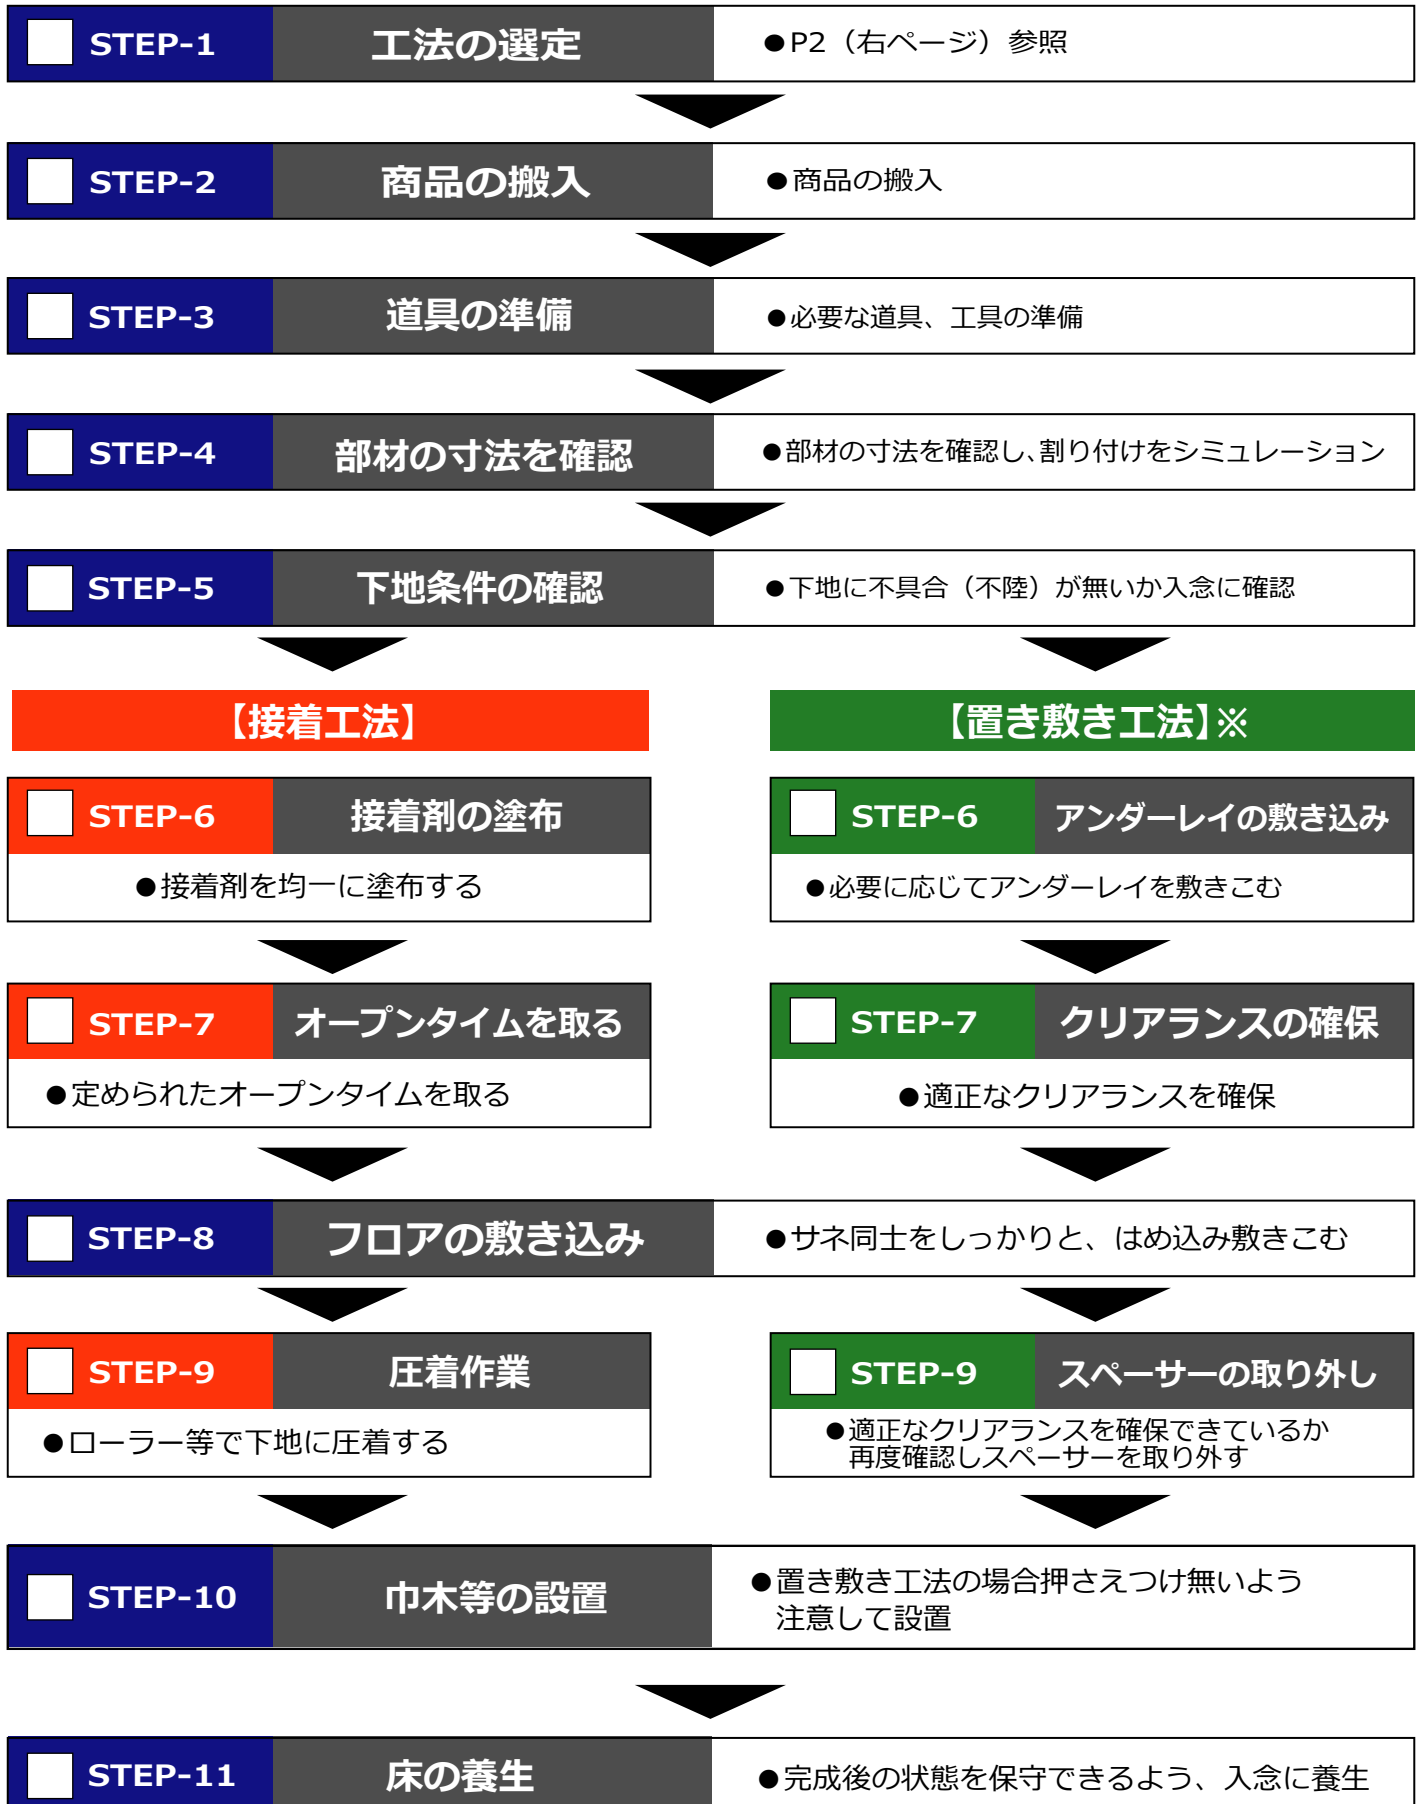 STEP-1 工法の選定 ●P2（右ページ）参照
STEP-2 商品の搬入 ●商品の搬入
STEP-3 道具の準備 ●必要な道具、工具の準備
STEP-4 部材の寸法を確認 ●部材の寸法を確認し、割り付けをシミュレーション
STEP-5 下地条件の確認 ●下地に不具合（不陸）が無いか入念に確認
【接着工法】
STEP-6 接着剤の塗布
●接着剤を均一に塗布する
STEP-7 オープンタイムを取る
●定められたオープンタイムを取る
【置き敷き工法】※
STEP-6 アンダーレイの敷き込み
●必要に応じてアンダーレイを敷きこむ
STEP-7 クリアランスの確保
●適正なクリアランスを確保
STEP-8 フロアの敷き込み ●サネ同士をしっかりと、はめ込み敷きこむ
STEP-9 圧着作業
●ローラー等で下地に圧着する
STEP-9 スペーサーの取り外し
●適正なクリアランスを確保できているか
再度確認しスペーサーを取り外す
STEP-10 巾木等の設置 ●置き敷き工法の場合押さえつけ無いよう
注意して設置
STEP-11 床の養生 ●完成後の状態を保守できるよう、入念に養生